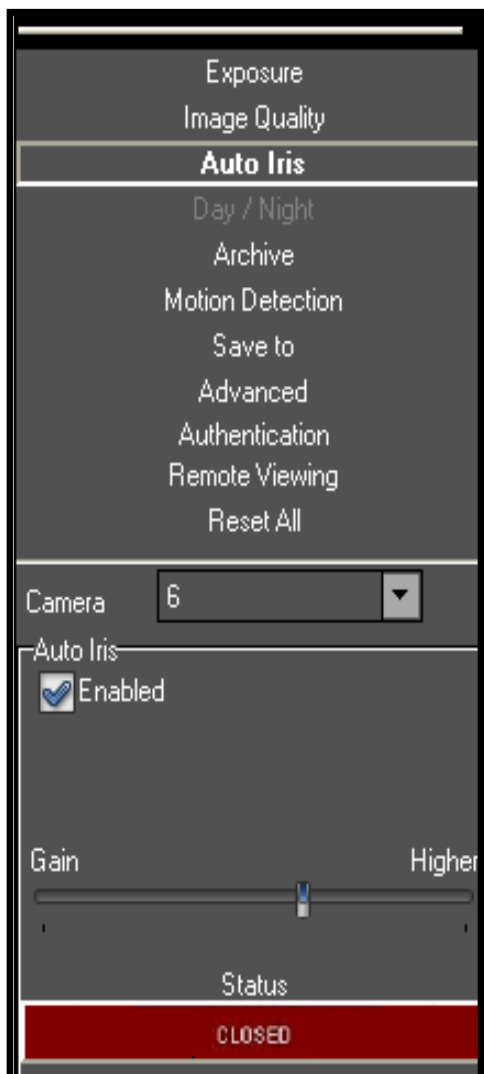 Exposure
Image Quality
Auto Iris
Day / Night
Archive
Motion Detection
Save to
Advanced
Authentication
Remote Viewing
Reset All
Camera 6
Auto Iris
Enabled
Gain Higher
Status
CLOSED